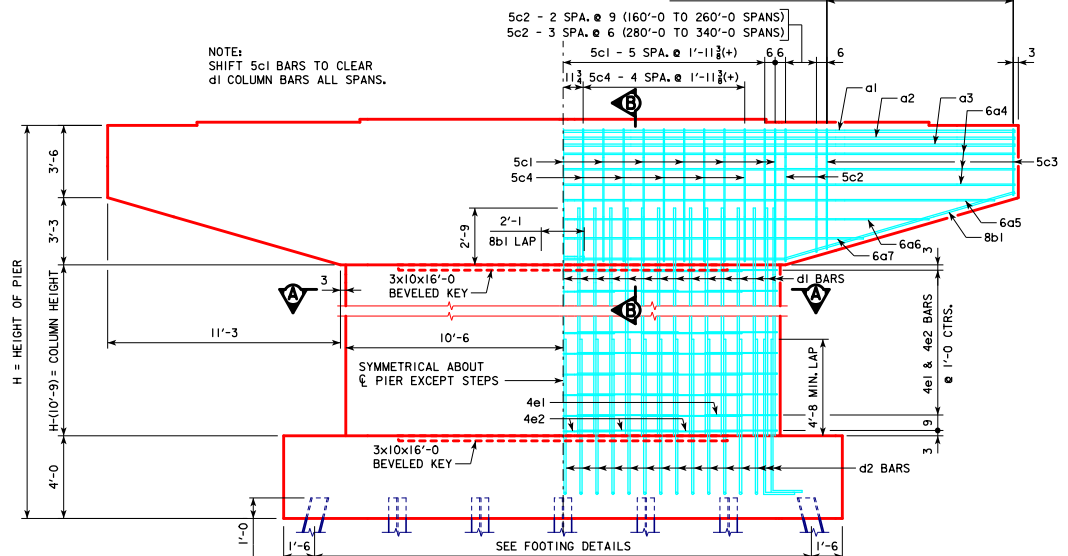 5c2 - 2 SPA. @ 9 (160'-0 TO 260'-0 SPANS)
5c2 - 3 SPA. @ 6 (280'-0 TO 340'-0 SPANS)
NOTE:
SHIFT 5c1 BARS TO CLEAR
d1 COLUMN BARS ALL SPANS.
5c1 - 5 SPA. @ 1'-11 3/8(+)
6
6
6
3
11 3/4
5c4 - 4 SPA. @ 1'-11 3/8(+)
B
a1
a2
a3
6a4
5c1
5c3
5c4
5c2
3'-6
3'-3
2'-9
2'-1
8b1 LAP
6a5
8b1
6a6
6a7
3x10x16'-0
BEVELED KEY
d1 BARS
3
A
3
B
A
11'-3
10'-6
H = HEIGHT OF PIER
H-(10'-9) = COLUMN HEIGHT
SYMMETRICAL ABOUT
℄ PIER EXCEPT STEPS
4'-8 MIN. LAP
4e1 & 4e2 BARS
@ 1'-0 CTRS.
4e1
4e2
9
3
3x10x16'-0
BEVELED KEY
4'-0
d2 BARS
1'-0
1'-6
SEE FOOTING DETAILS
1'-6